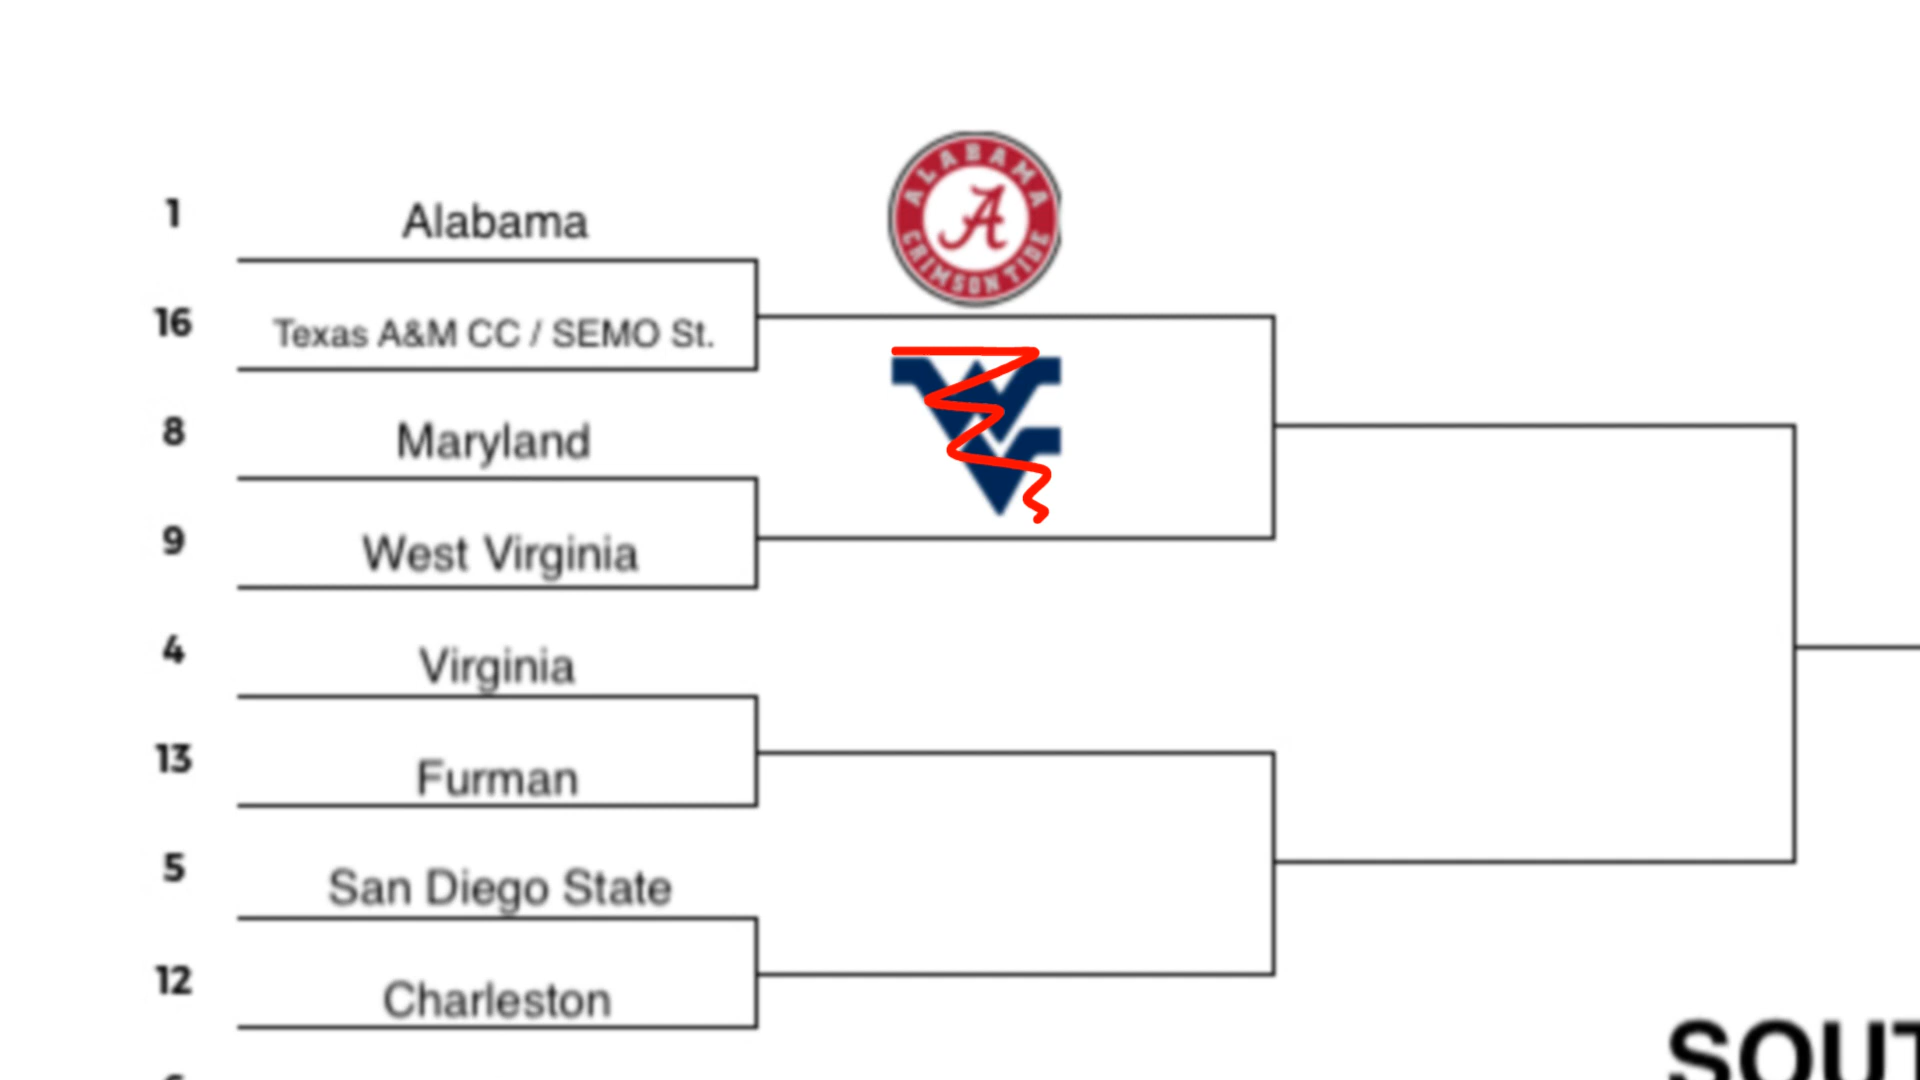 ALABAMA
CRIMSON TIDE
A
1 Alabama
16 Texas A&M CC / SEMO St.
WV
8 Maryland
9 West Virginia
4 Virginia
13 Furman
5 San Diego State
12 Charleston
SOUT